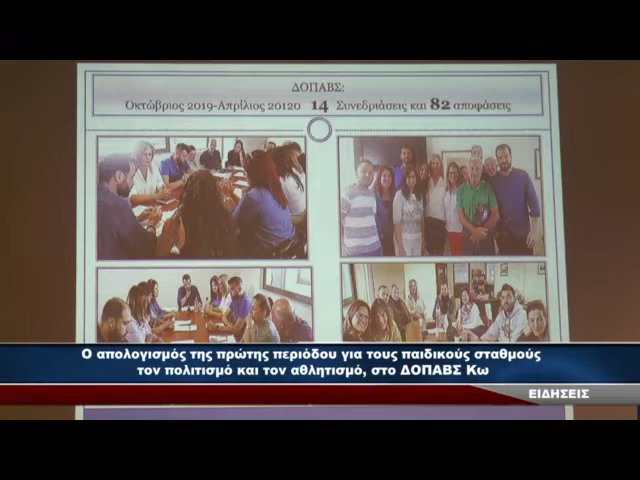 ΔΟΠΑΒΣ:
Οκτώβριος 2019-Απρίλιος 20120 14 Συνεδριάσεις και 82 αποφάσεις
Ο απολογισμός της πρώτης περιόδου για τους παιδικούς σταθμούς
τον πολιτισμό και τον αθλητισμό, στο ΔΟΠΑΒΣ Κω
ΕΙΔΗΣΕΙΣ